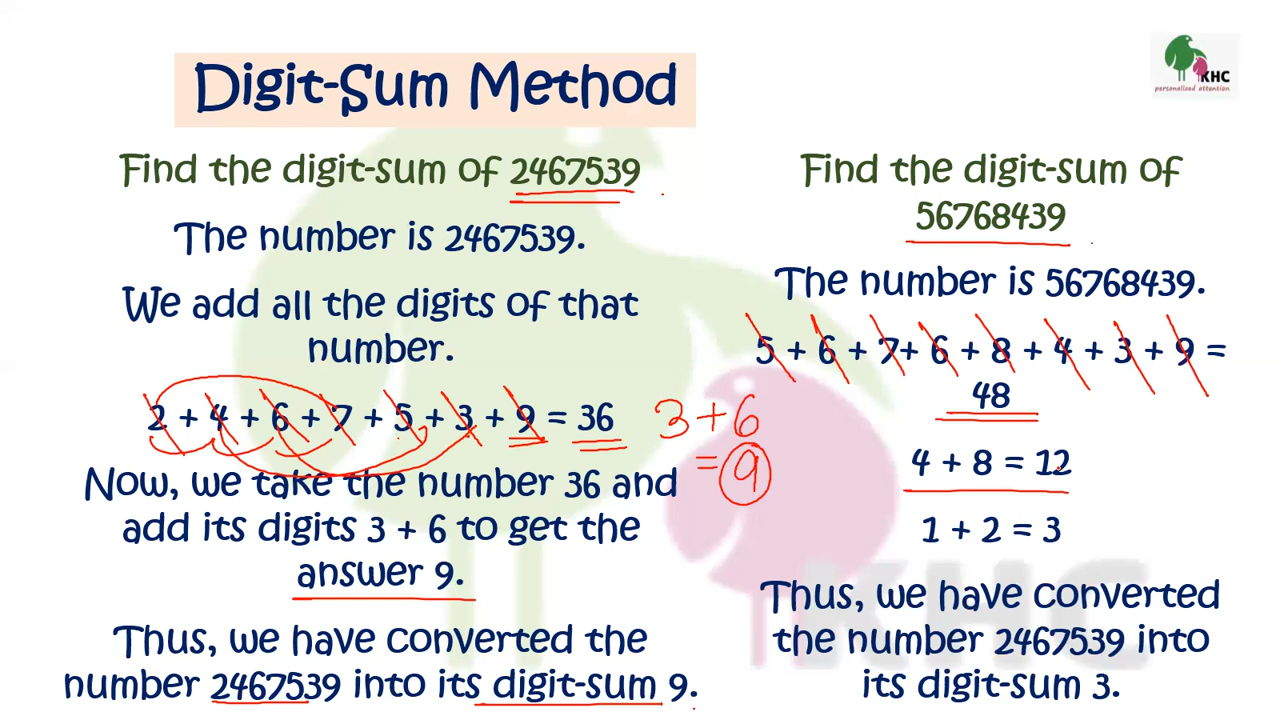 Digit-Sum Method
KHC
personalized attention
Find the digit-sum of 2467539
The number is 2467539.
We add all the digits of that
number.
2 + 4 + 6 + 7 + 5 + 3 + 9 = 36
3 + 6
= 9
Now, we take the number 36 and
add its digits 3 + 6 to get the
answer 9.
Thus, we have converted the
number 2467539 into its digit-sum 9.
Find the digit-sum of
56768439
The number is 56768439.
5 + 6 + 7+ 6 + 8 + 4 + 3 + 9 =
48
4 + 8 = 12
1 + 2 = 3
Thus, we have converted
the number 2467539 into
its digit-sum 3.
KHC